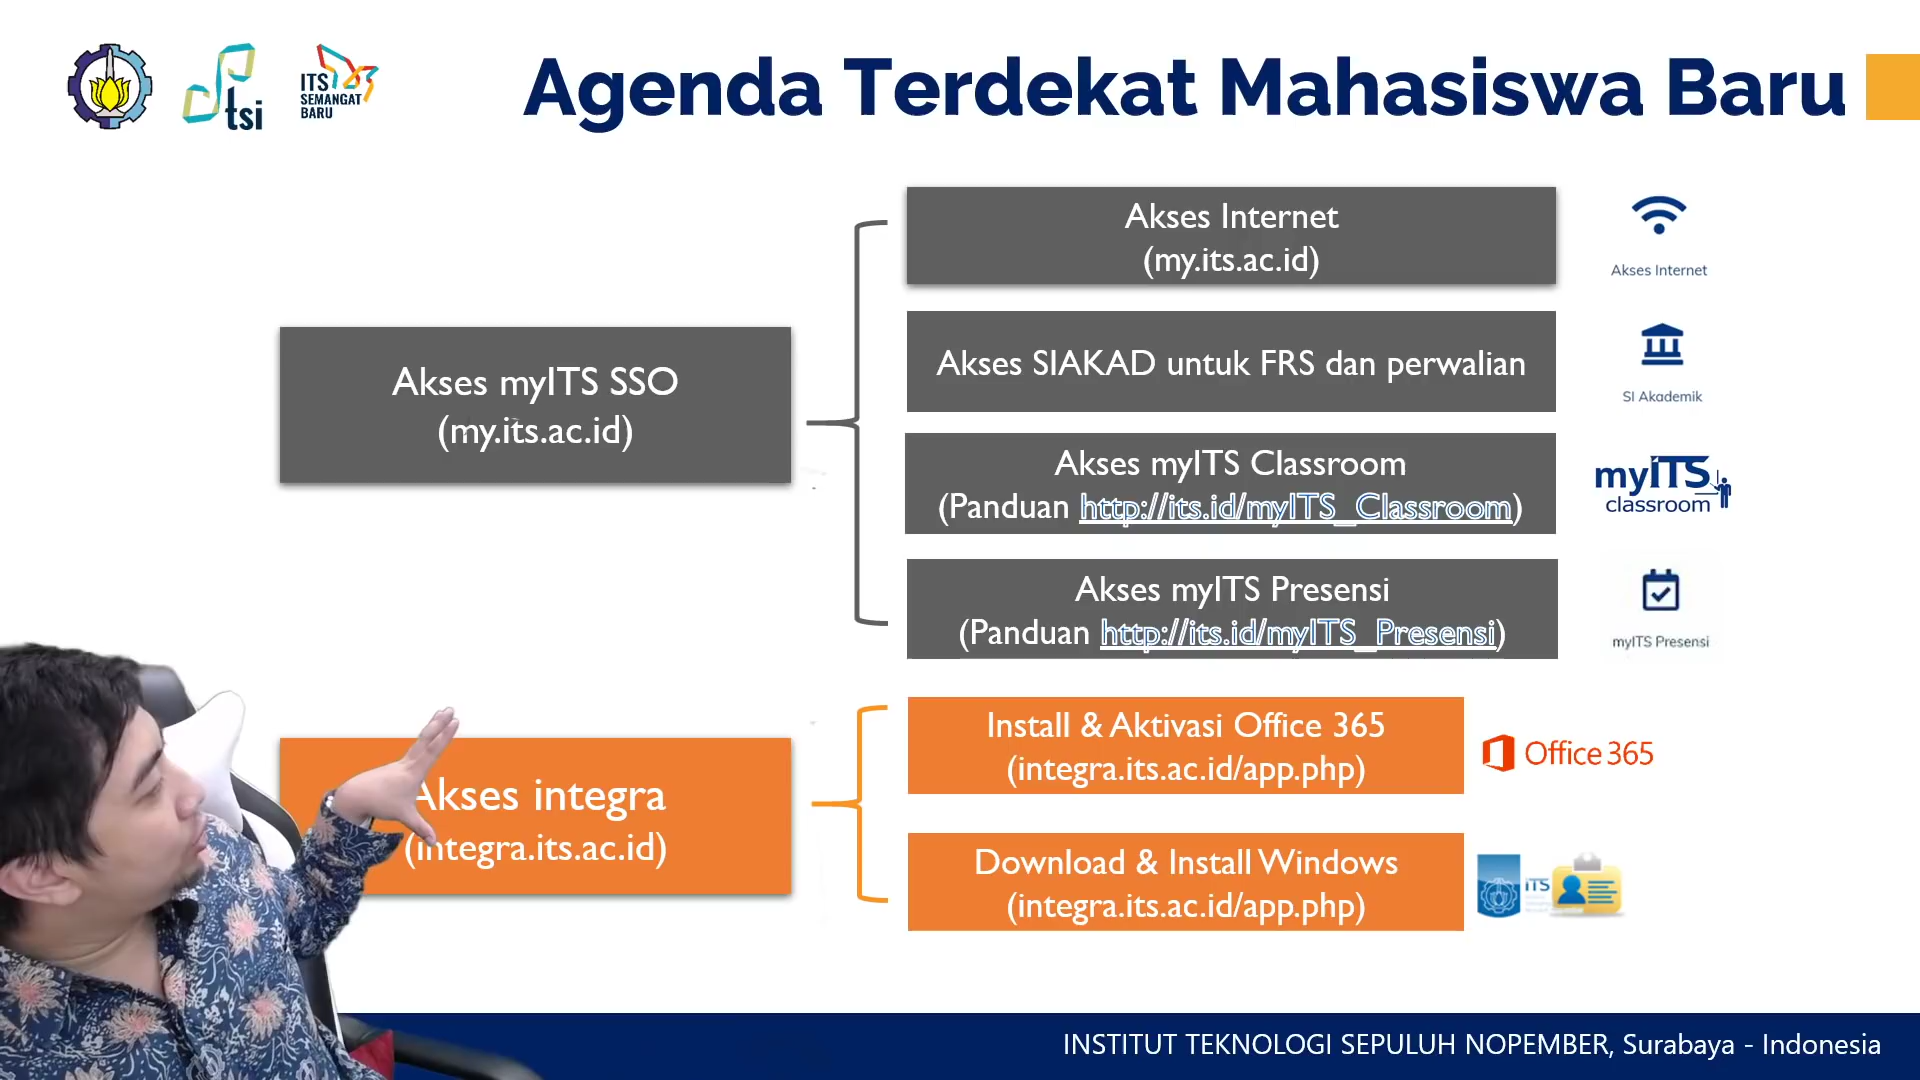 tsi
ITS
SEMANGAT
BARU
Agenda Terdekat Mahasiswa Baru
Akses myITS SSO
(my.its.ac.id)
Akses Internet
(my.its.ac.id)
Akses Internet
Akses SIAKAD untuk FRS dan perwalian
SI Akademik
Akses myITS Classroom
(Panduan http://its.id/myITS_Classroom)
myITS
classroom
Akses myITS Presensi
(Panduan http://its.id/myITS_Presensi)
myITS Presensi
Akses integra
(integra.its.ac.id)
Install & Aktivasi Office 365
(integra.its.ac.id/app.php)
Office 365
Download & Install Windows
(integra.its.ac.id/app.php)
ITS
INSTITUT TEKNOLOGI SEPULUH NOPEMBER, Surabaya - Indonesia